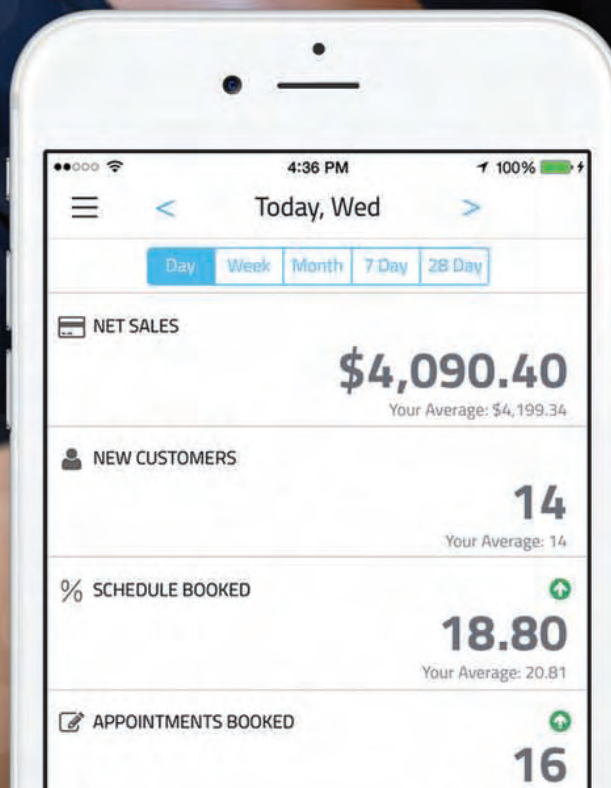 4:36 PM 100%
< Today, Wed >
Day Week Month 7 Day 28 Day
NET SALES
$4,090.40
Your Average: $4,199.34
NEW CUSTOMERS
14
Your Average: 14
% SCHEDULE BOOKED
18.80
Your Average: 20.81
APPOINTMENTS BOOKED
16